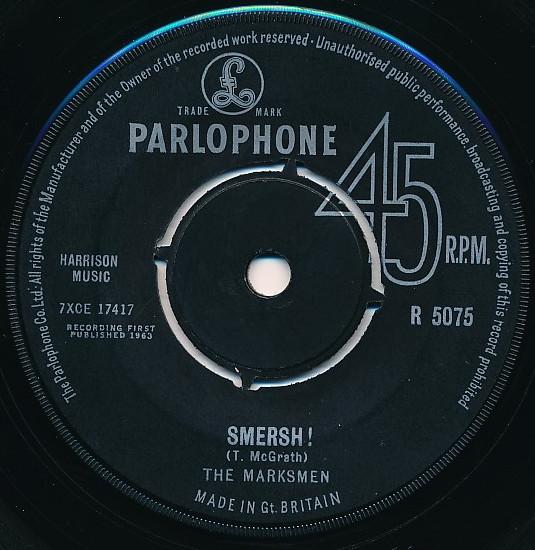 The Parlophone Co.Ltd. All rights of the Manufacturer and of the Owner of the recorded work reserved · Unauthorised public performance, broadcasting and copying of this record prohibited
£
TRADE MARK
PARLOPHONE
45
R.P.M.
HARRISON
MUSIC
7XCE 17417
RECORDING FIRST
PUBLISHED 1963
R 5075
SMERSH!
(T. McGrath)
THE MARKSMEN
MADE IN Gt. BRITAIN